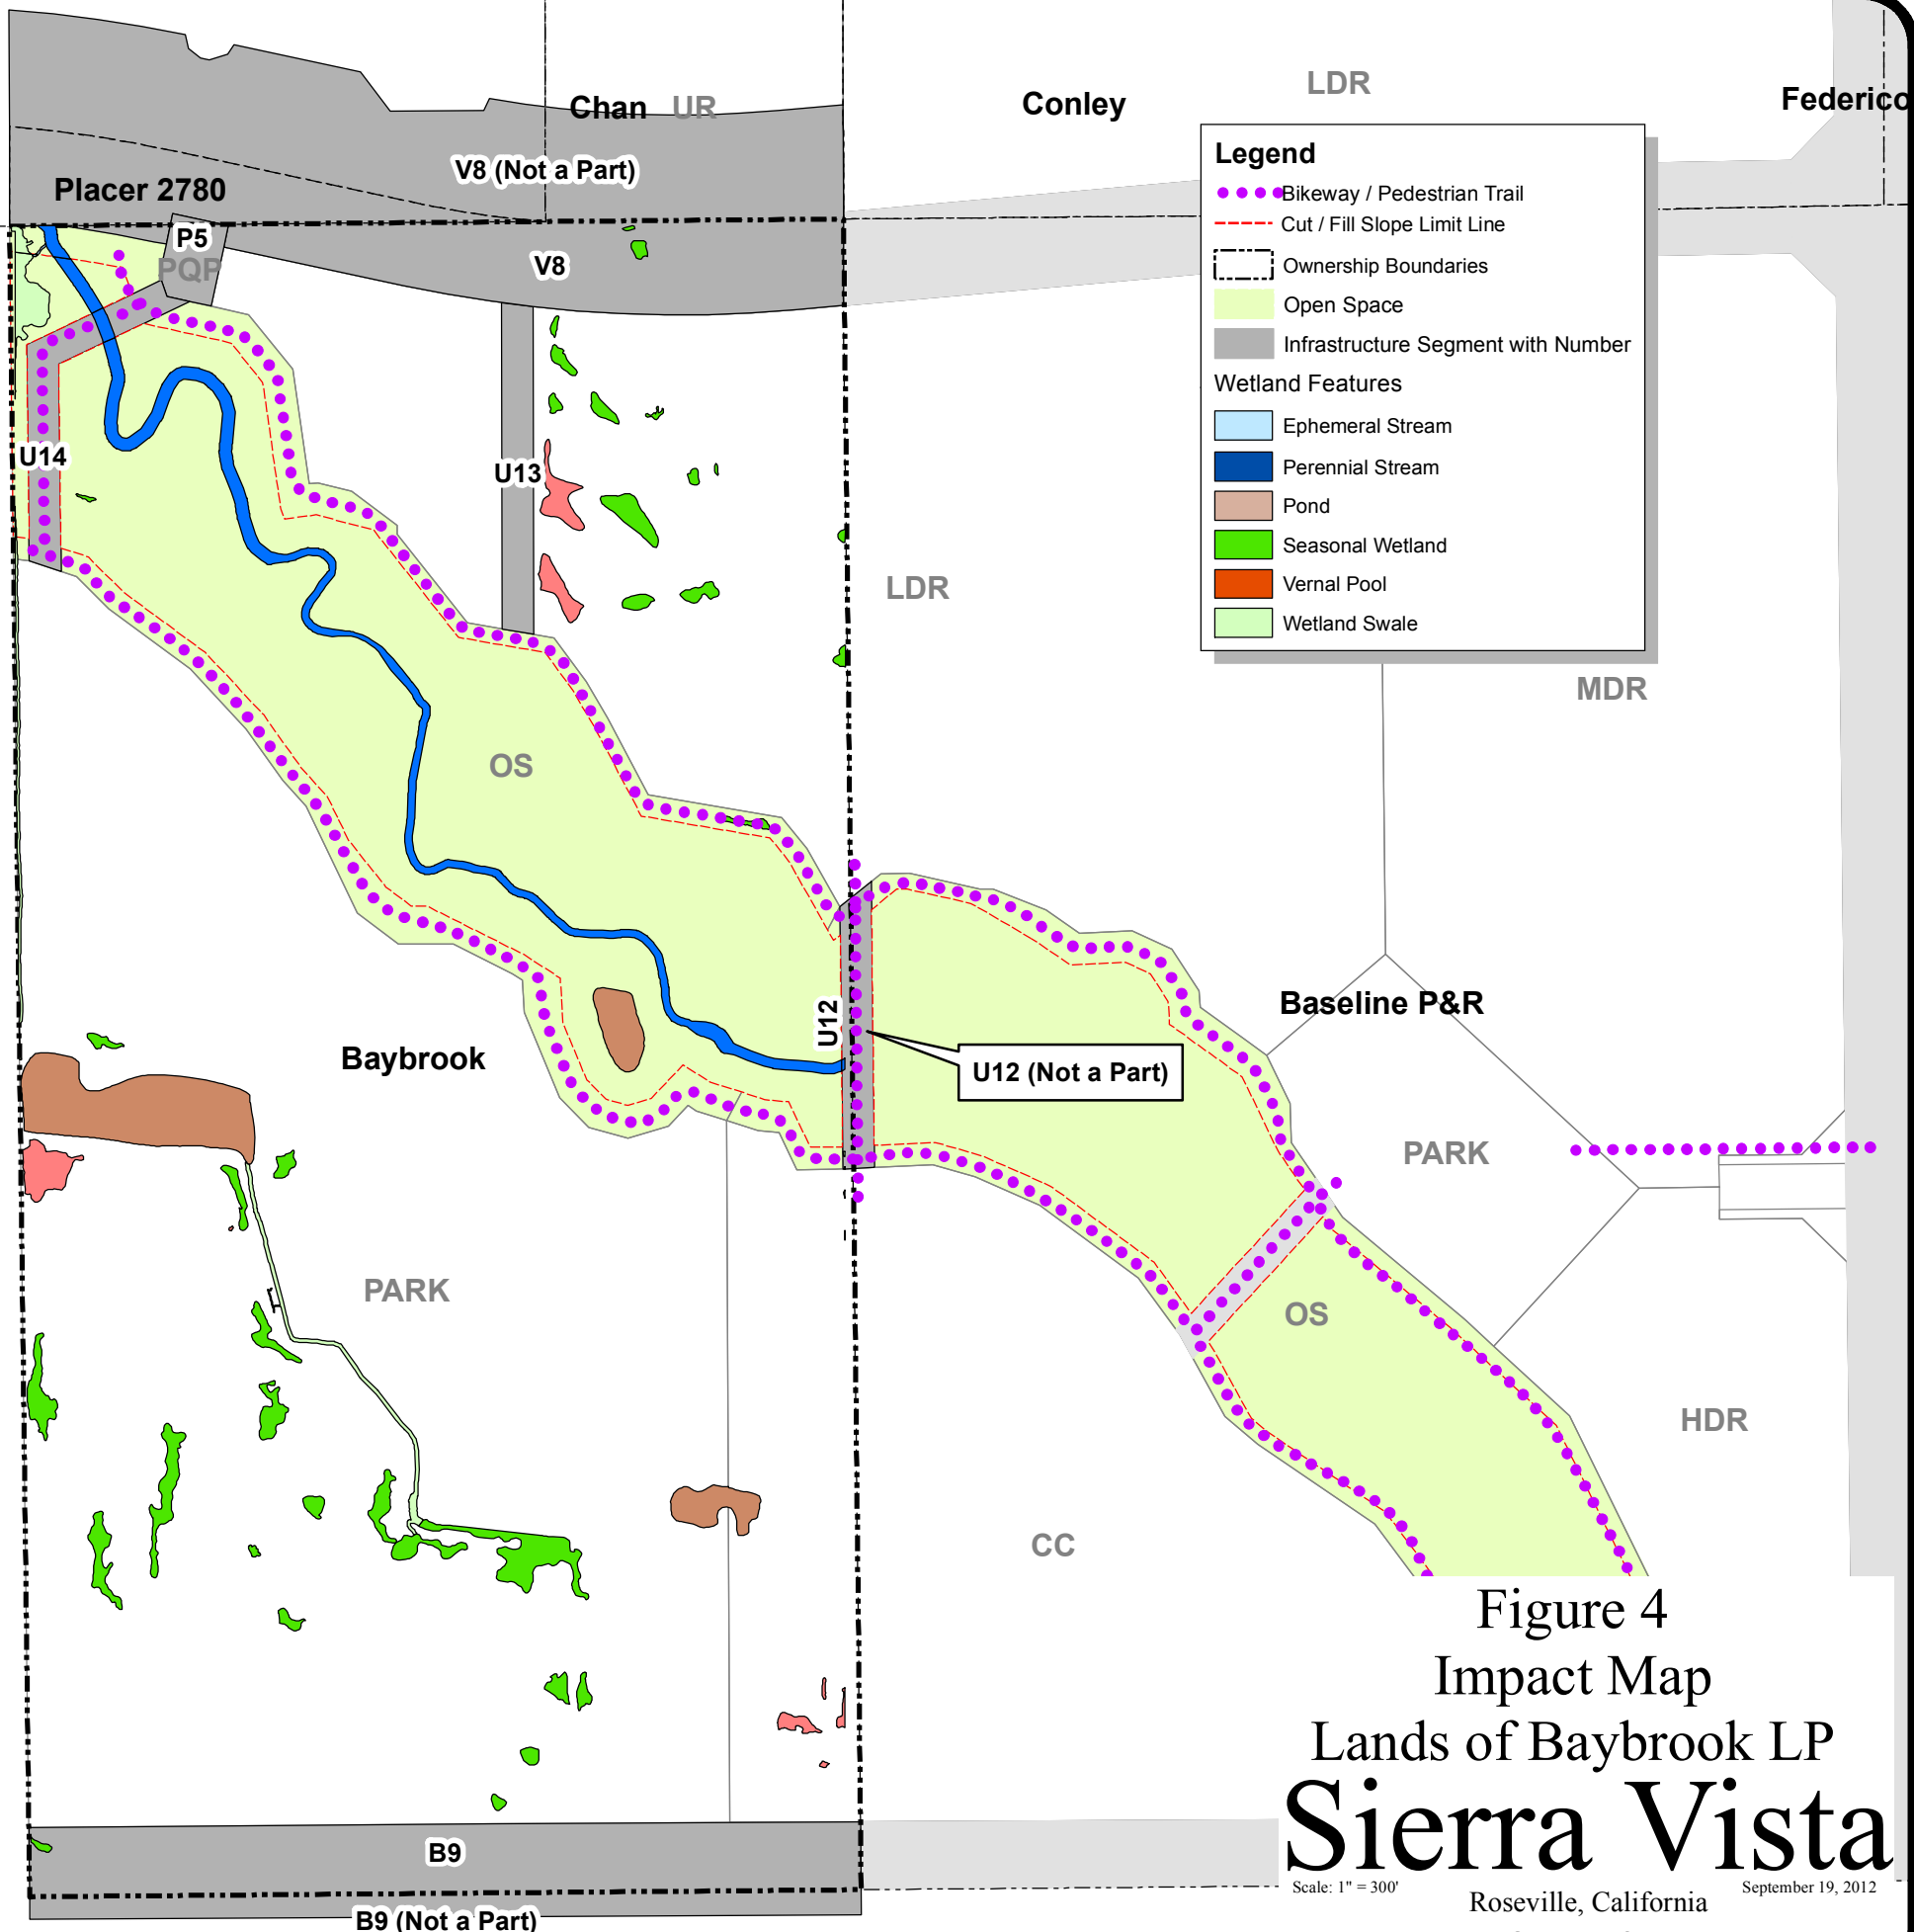 LDR
Chan UR
Conley
Federico
V8 (Not a Part)
Placer 2780
P5
PQP
V8
Legend
Bikeway / Pedestrian Trail
Cut / Fill Slope Limit Line
Ownership Boundaries
Open Space
Infrastructure Segment with Number
Wetland Features
Ephemeral Stream
Perennial Stream
Pond
Seasonal Wetland
Vernal Pool
Wetland Swale
U14
U13
LDR
MDR
OS
U12
Baseline P&R
Baybrook
U12 (Not a Part)
PARK
PARK
OS
HDR
CC
Figure 4
Impact Map
Lands of Baybrook LP
Sierra Vista
Scale: 1" = 300'
September 19, 2012
Roseville, California
B9
B9 (Not a Part)